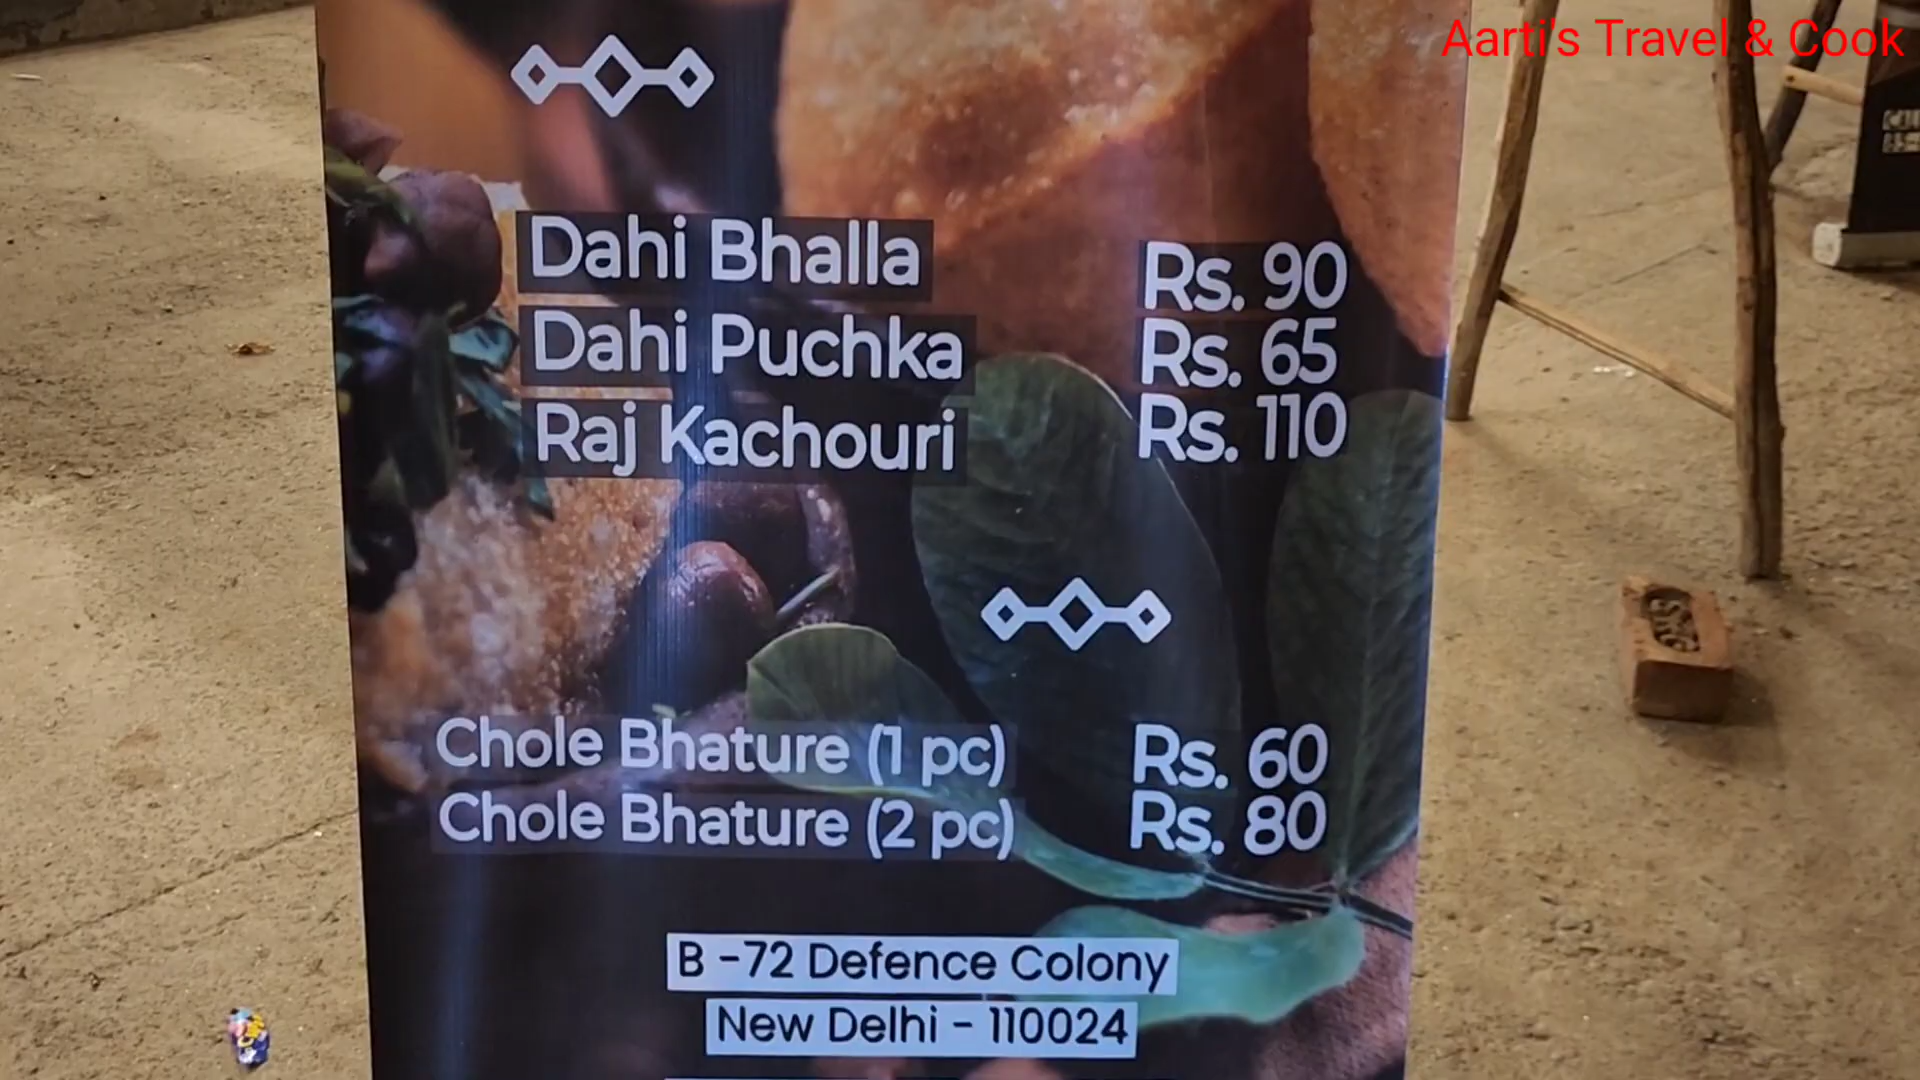 Aarti's Travel & Cook
Dahi Bhalla Rs. 90
Dahi Puchka Rs. 65
Raj Kachouri Rs. 110
Chole Bhature (1 pc) Rs. 60
Chole Bhature (2 pc) Rs. 80
B -72 Defence Colony
New Delhi - 110024